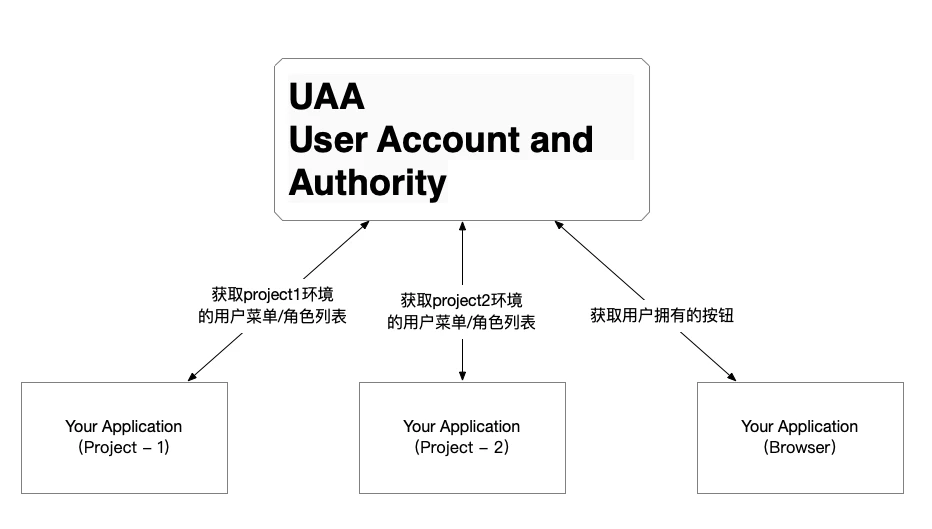 UAA
User Account and
Authority
获取project1环境
的用户菜单/角色列表
获取project2环境
的用户菜单/角色列表
获取用户拥有的按钮
Your Application
(Project – 1)
Your Application
(Project – 2)
Your Application
(Browser)